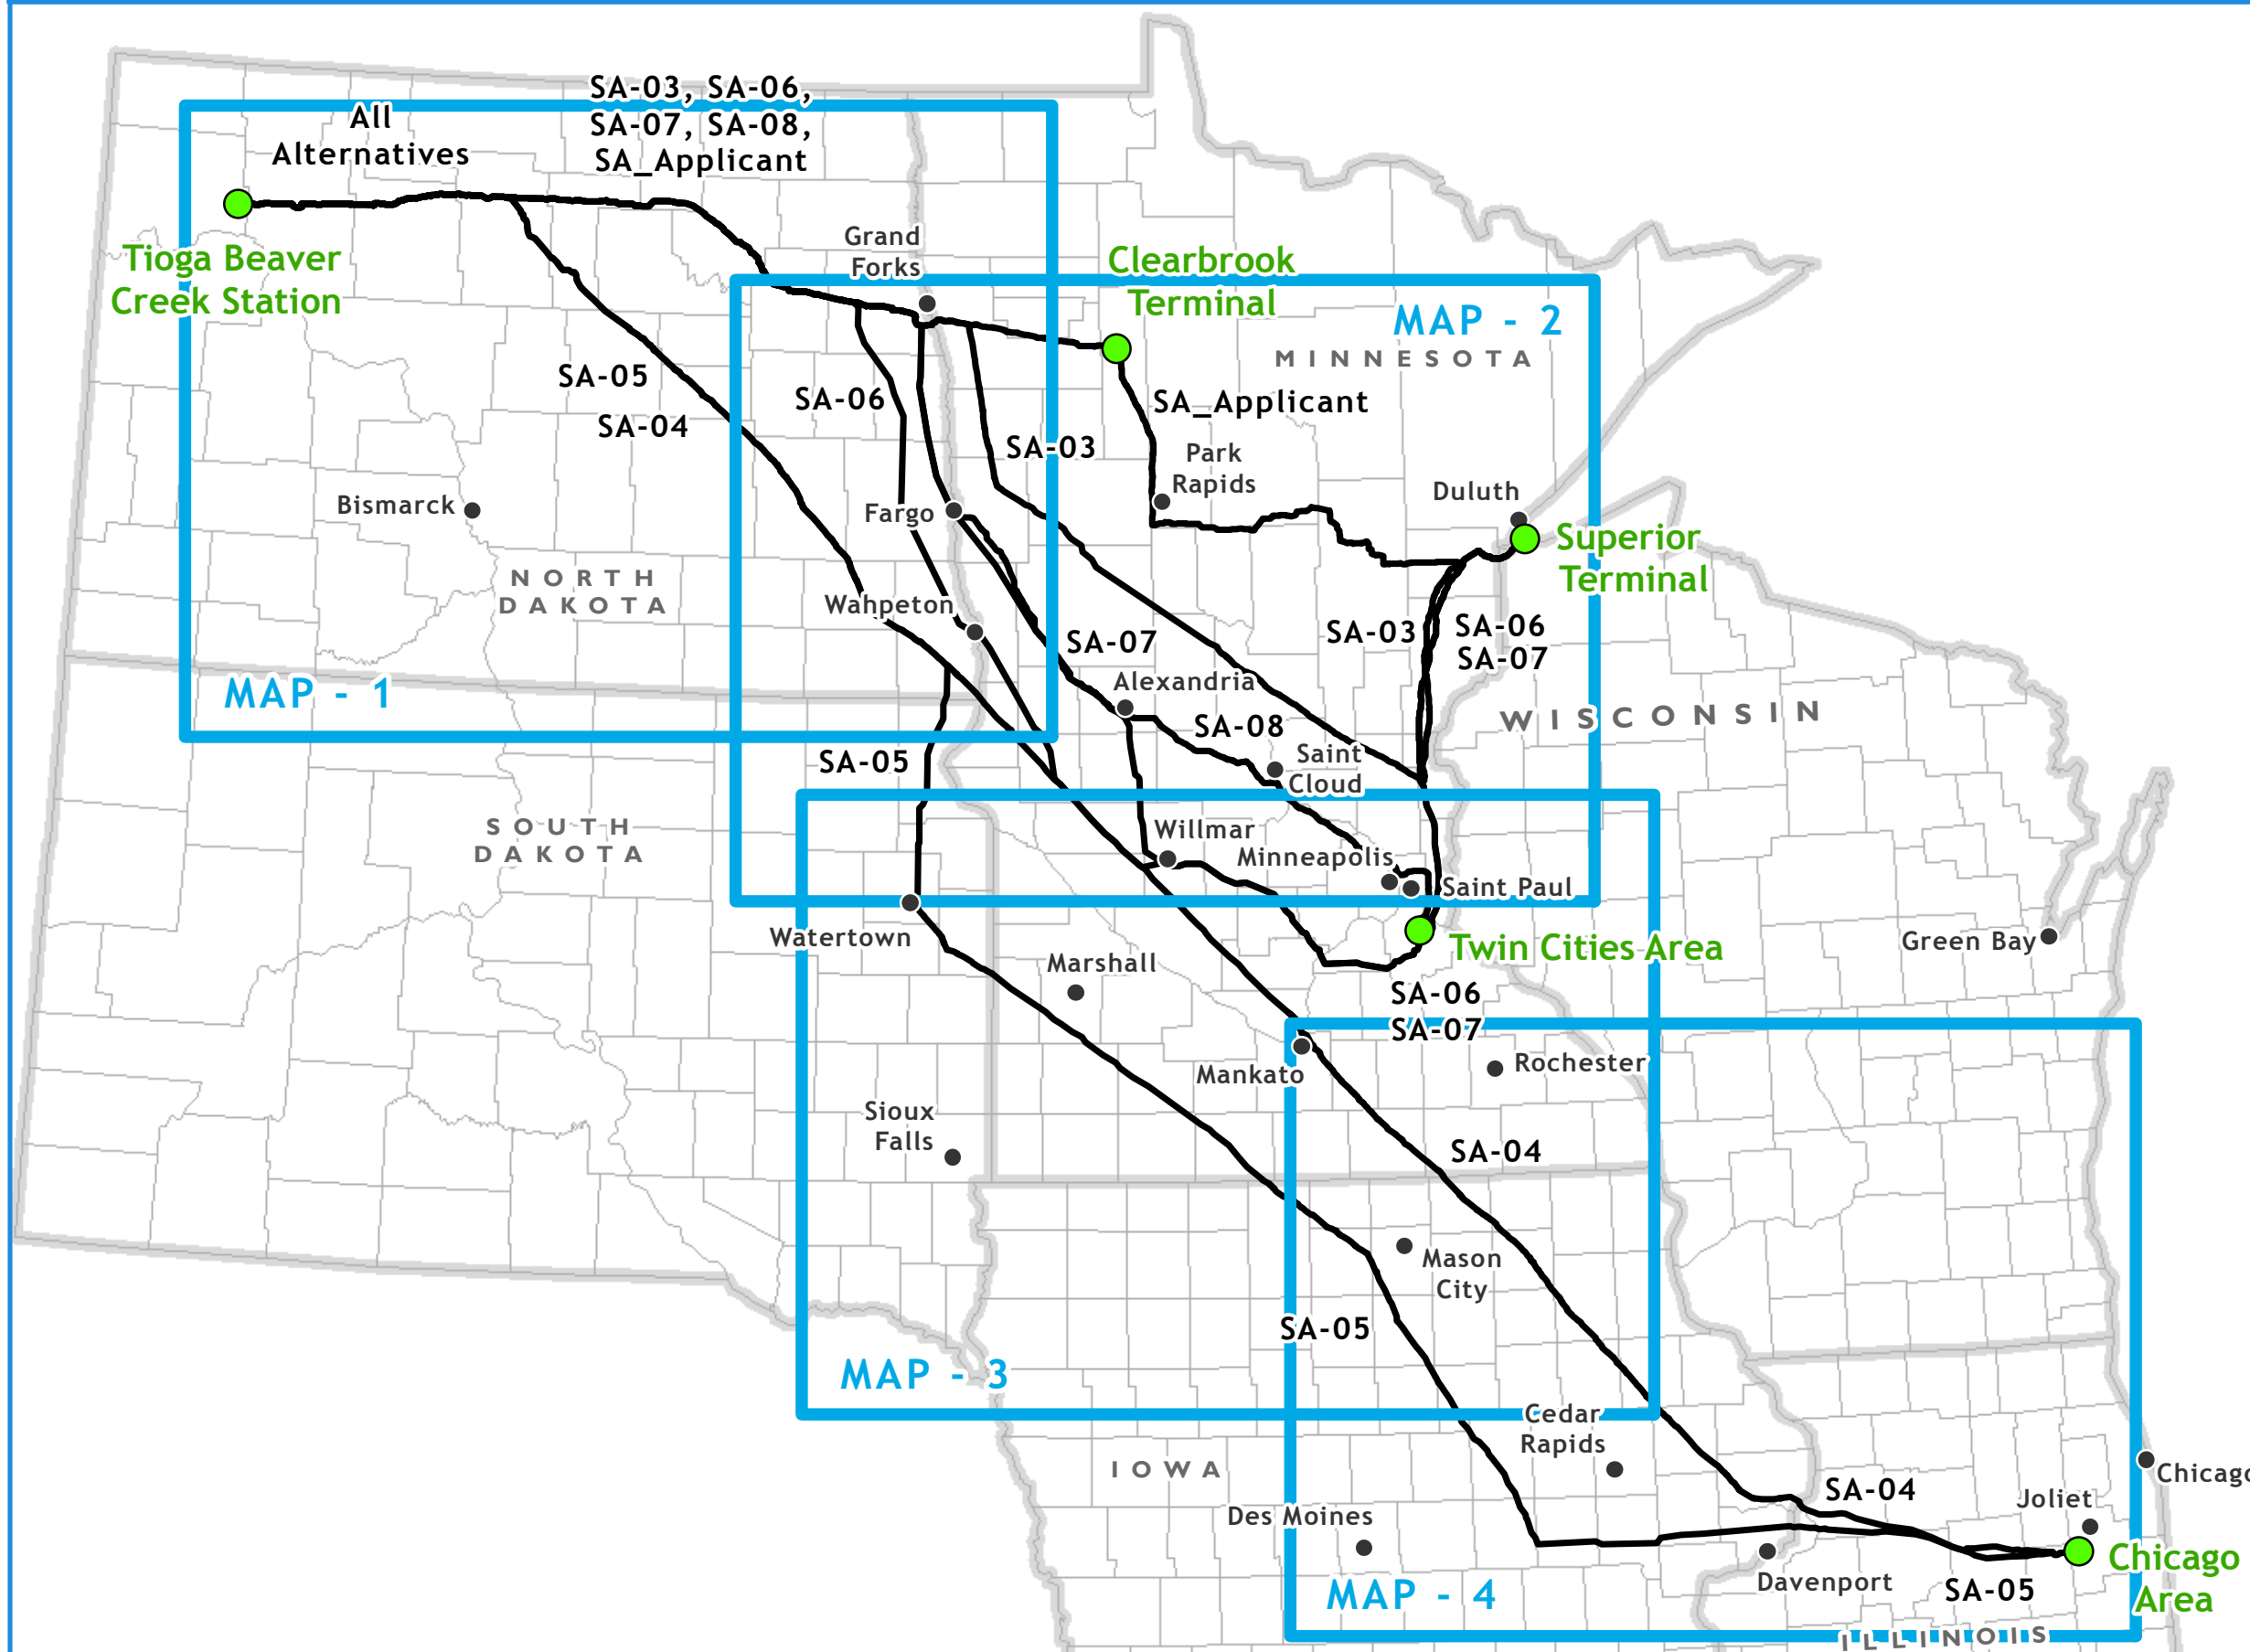 SA-03, SA-06,
SA-07, SA-08,
SA_Applicant
All
Alternatives
Tioga Beaver
Creek Station
Grand
Forks
Clearbrook
Terminal
MAP - 2
MINNESOTA
SA-05
SA-04
SA-06
SA_Applicant
SA-03
Park
Rapids
Bismarck
Fargo
Duluth
Superior
Terminal
NORTH
DAKOTA
Wahpeton
SA-07
SA-03
SA-06
SA-07
MAP - 1
Alexandria
SA-08
WISCONSIN
SA-05
Saint
Cloud
SOUTH
DAKOTA
Willmar
Minneapolis
Saint Paul
Watertown
Twin Cities Area
Green Bay
Marshall
SA-06
SA-07
Mankato
Rochester
Sioux
Falls
SA-04
Mason
City
SA-05
MAP - 3
Cedar
Rapids
IOWA
Chicago
SA-04
Joliet
Des Moines
Chicago
Area
Davenport
SA-05
MAP - 4
ILLINOIS